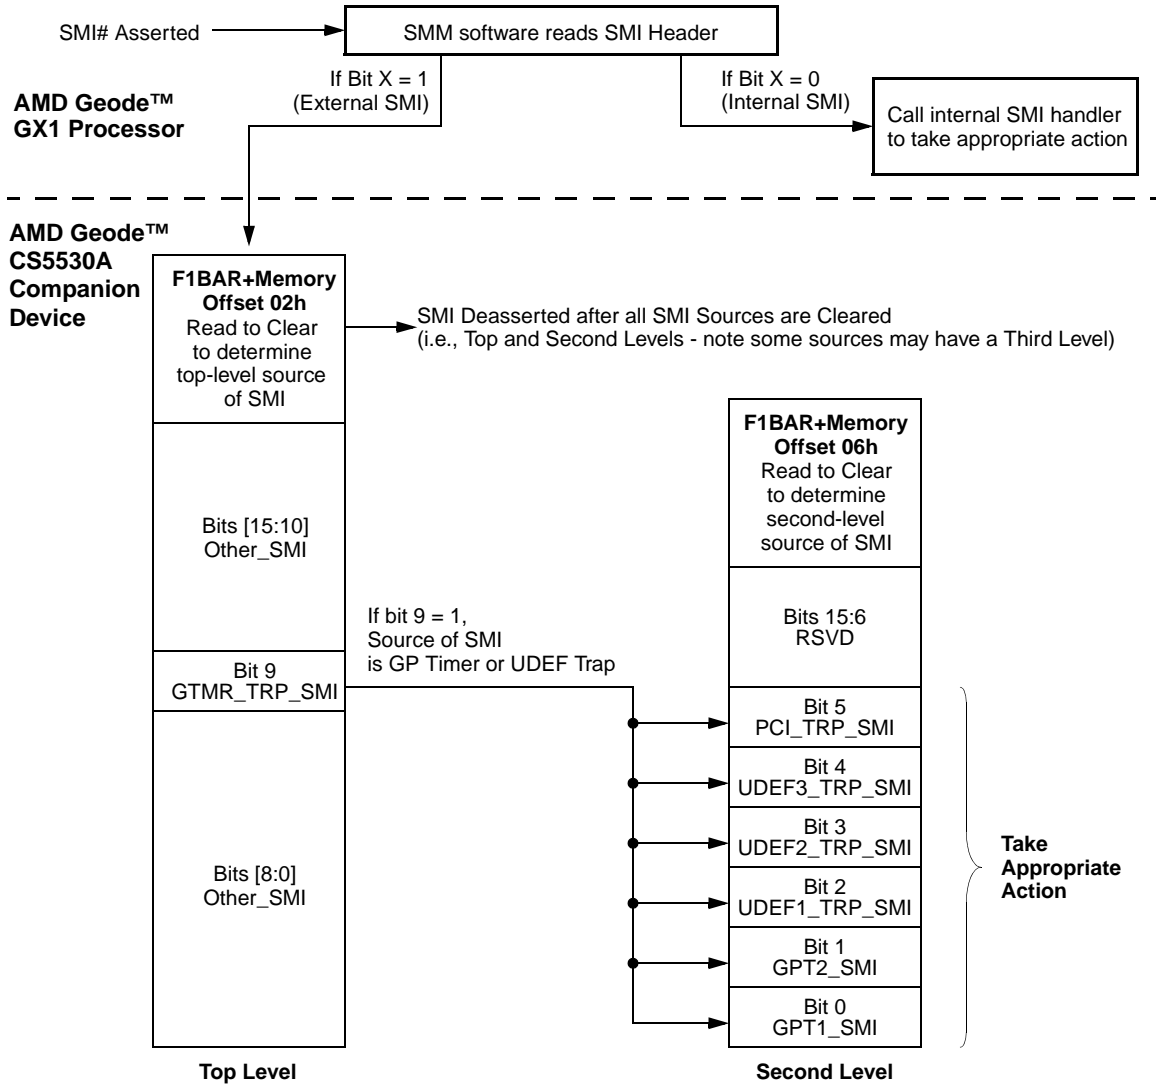 SMI# Asserted
SMM software reads SMI Header
If Bit X = 1
(External SMI)
If Bit X = 0
(Internal SMI)
AMD Geode™
GX1 Processor
Call internal SMI handler
to take appropriate action
AMD Geode™
CS5530A
Companion
Device
F1BAR+Memory
Offset 02h
Read to Clear
to determine
top-level source
of SMI
SMI Deasserted after all SMI Sources are Cleared
(i.e., Top and Second Levels - note some sources may have a Third Level)
Bits [15:10]
Other_SMI
If bit 9 = 1,
Source of SMI
is GP Timer or UDEF Trap
Bit 9
GTMR_TRP_SMI
Bits [8:0]
Other_SMI
Top Level
F1BAR+Memory
Offset 06h
Read to Clear
to determine
second-level
source of SMI
Bits 15:6
RSVD
Bit 5
PCI_TRP_SMI
Bit 4
UDEF3_TRP_SMI
Bit 3
UDEF2_TRP_SMI
Bit 2
UDEF1_TRP_SMI
Bit 1
GPT2_SMI
Bit 0
GPT1_SMI
Take
Appropriate
Action
Second Level